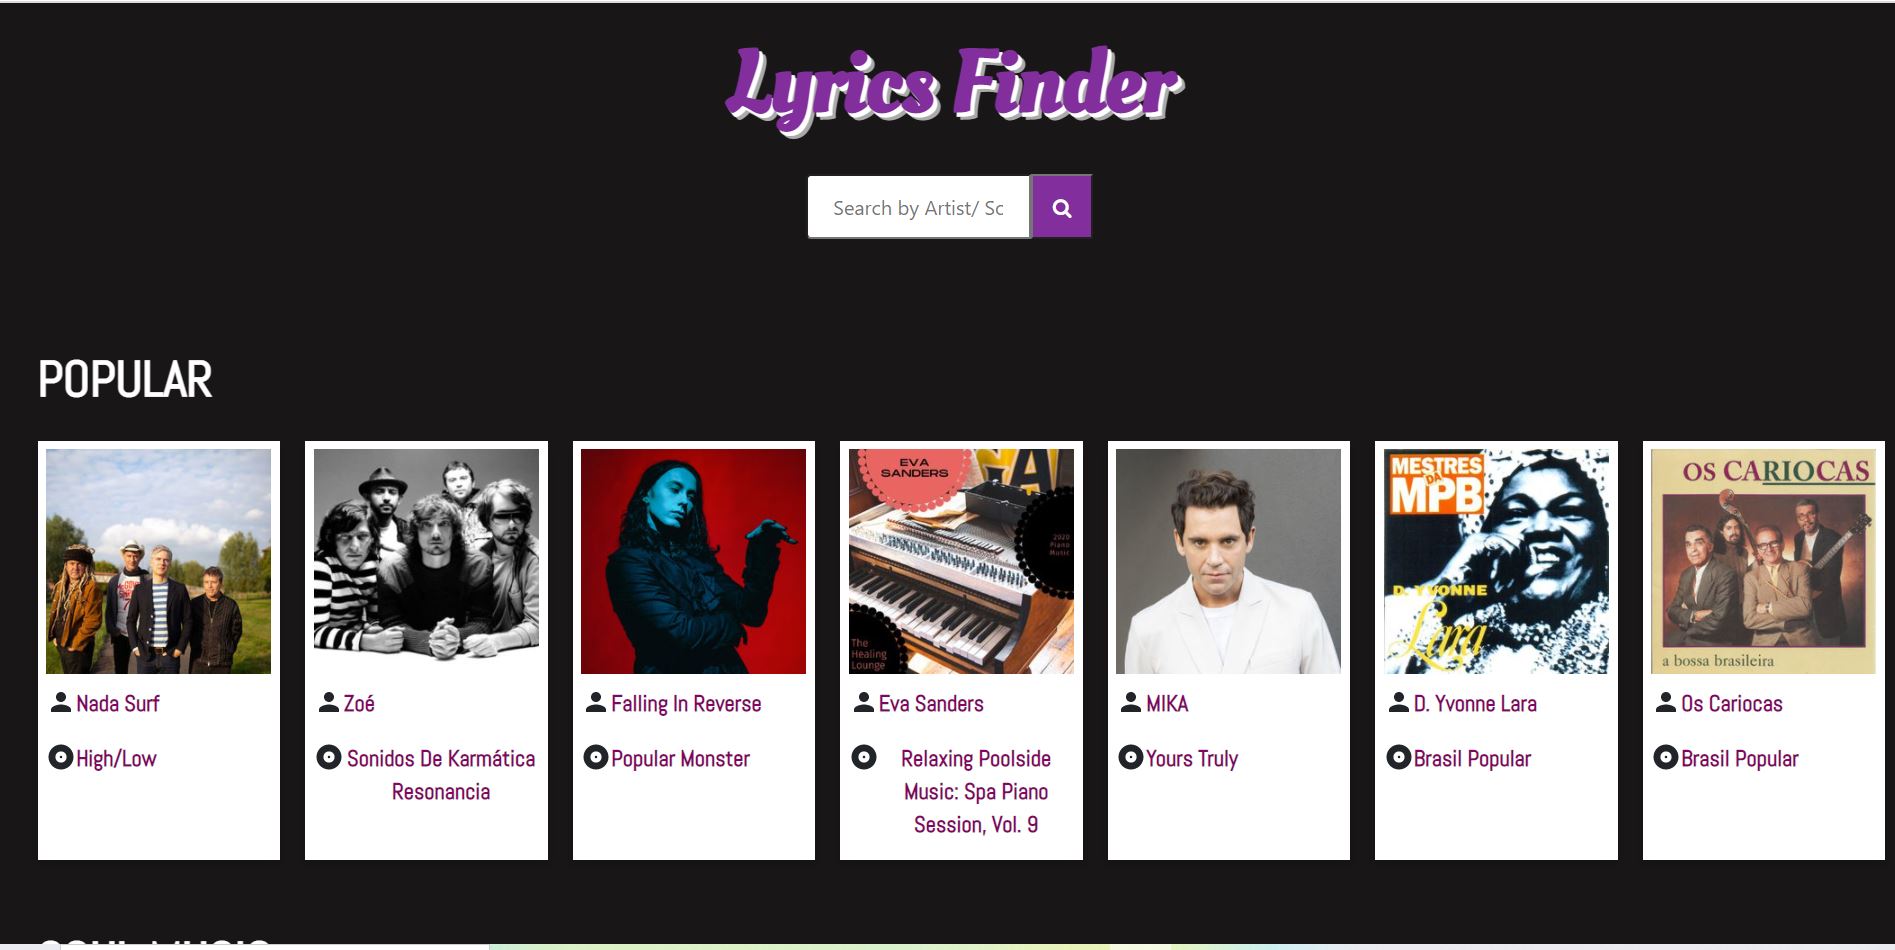 Lyrics Finder
Search by Artist/ Sc
POPULAR
EVA
SANDERS
2020
Piano
Music
The
Healing
Lounge
MESTRES
DA
MPB
D. YVONNE
Lara
OS CARIOCAS
a bossa brasileira
Nada Surf
Zoé
Falling In Reverse
Eva Sanders
MIKA
D. Yvonne Lara
Os Cariocas
High/Low
Sonidos De Karmática
Resonancia
Popular Monster
Relaxing Poolside
Music: Spa Piano
Session, Vol. 9
Yours Truly
Brasil Popular
Brasil Popular
SOUL MUSIC